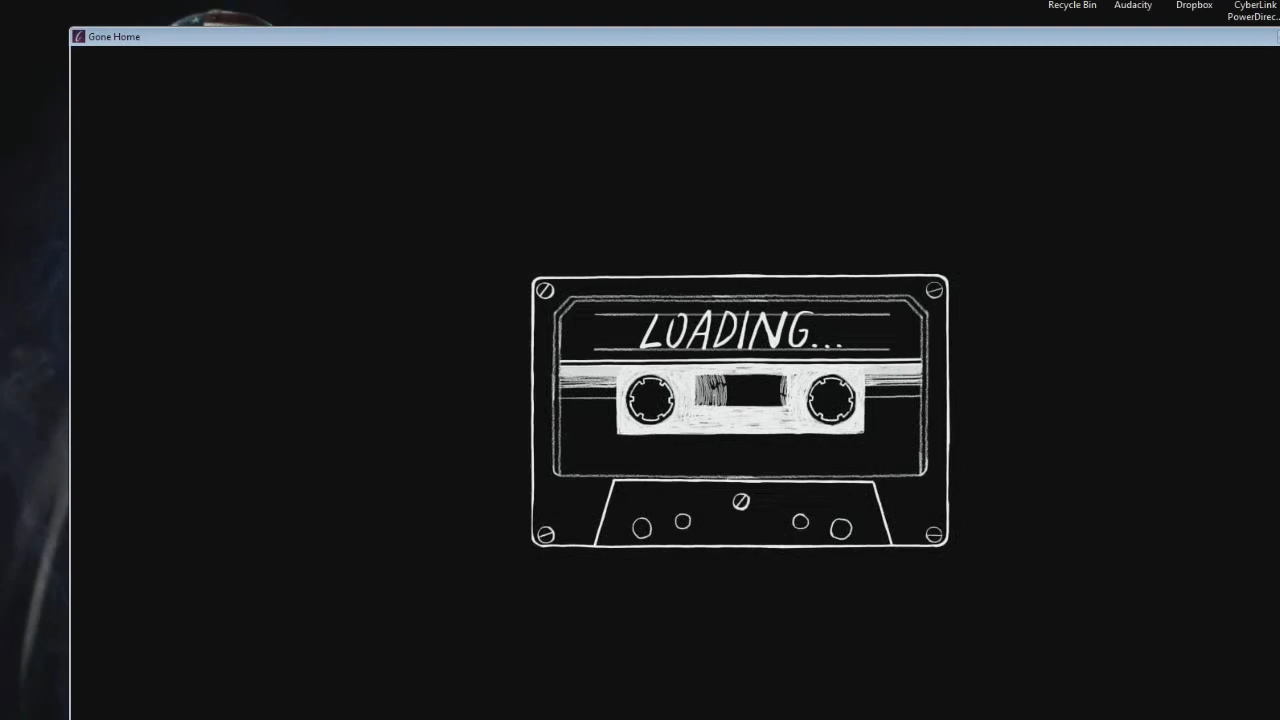 Recycle Bin
Audacity
Dropbox
CyberLink
PowerDirec...
Gone Home
LOADING...